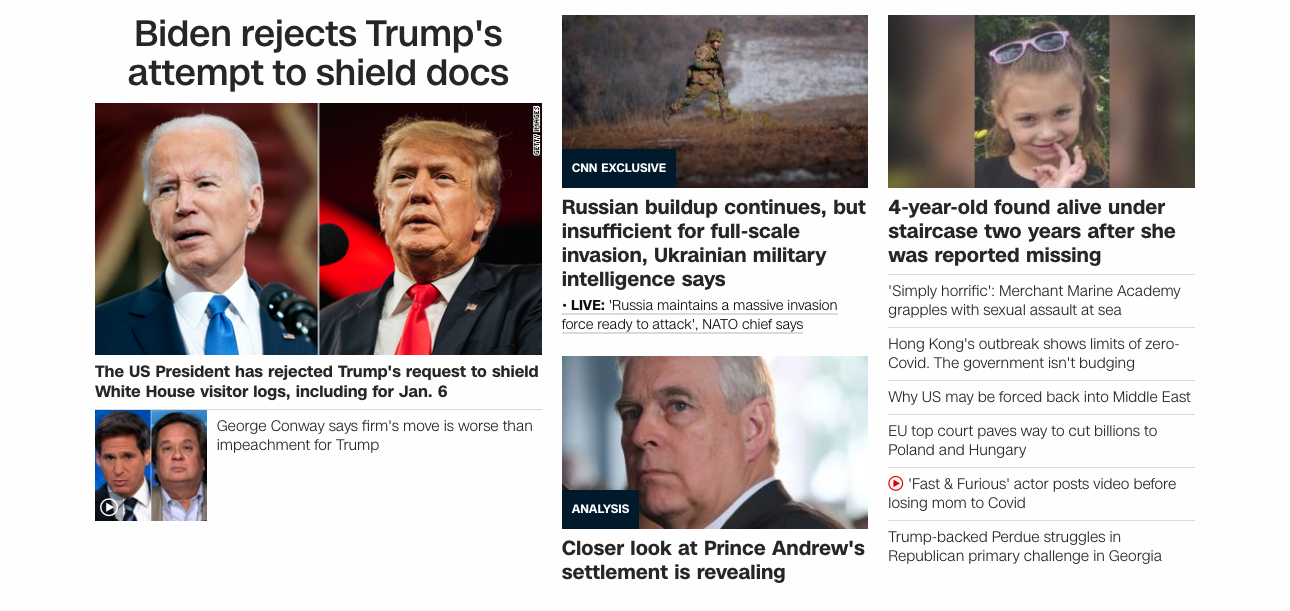 Biden rejects Trump's
attempt to shield docs
GETTY IMAGES
The US President has rejected Trump's request to shield
White House visitor logs, including for Jan. 6
George Conway says firm's move is worse than
impeachment for Trump
CNN EXCLUSIVE
Russian buildup continues, but
insufficient for full-scale
invasion, Ukrainian military
intelligence says
• LIVE: 'Russia maintains a massive invasion
force ready to attack', NATO chief says
ANALYSIS
Closer look at Prince Andrew's
settlement is revealing
4-year-old found alive under
staircase two years after she
was reported missing
'Simply horrific': Merchant Marine Academy
grapples with sexual assault at sea
Hong Kong's outbreak shows limits of zero-
Covid. The government isn't budging
Why US may be forced back into Middle East
EU top court paves way to cut billions to
Poland and Hungary
'Fast & Furious' actor posts video before
losing mom to Covid
Trump-backed Perdue struggles in
Republican primary challenge in Georgia